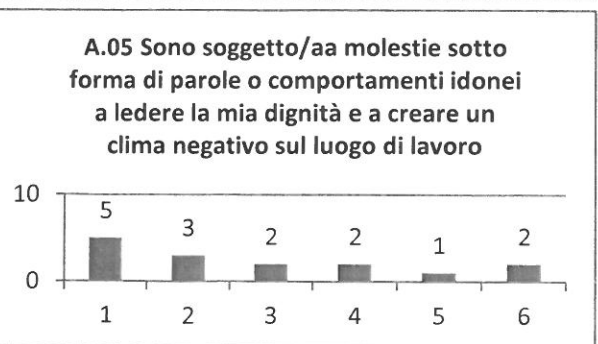 A.05 Sono soggetto/aa molestie sotto
forma di parole o comportamenti idonei
a ledere la mia dignità e a creare un
clima negativo sul luogo di lavoro
10
5
3
2
2
1
2
0
1 2 3 4 5 6